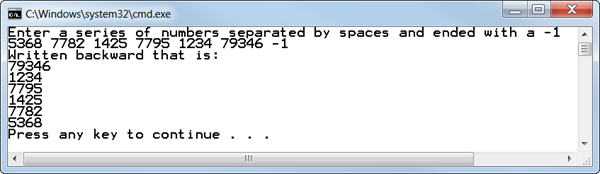 C:\Windows\system32\cmd.exe
Enter a series of numbers separated by spaces and ended with a -1
5368 7782 1425 7795 1234 79346 -1
Written backward that is:
79346
1234
7795
1425
7782
5368
Press any key to continue . . .